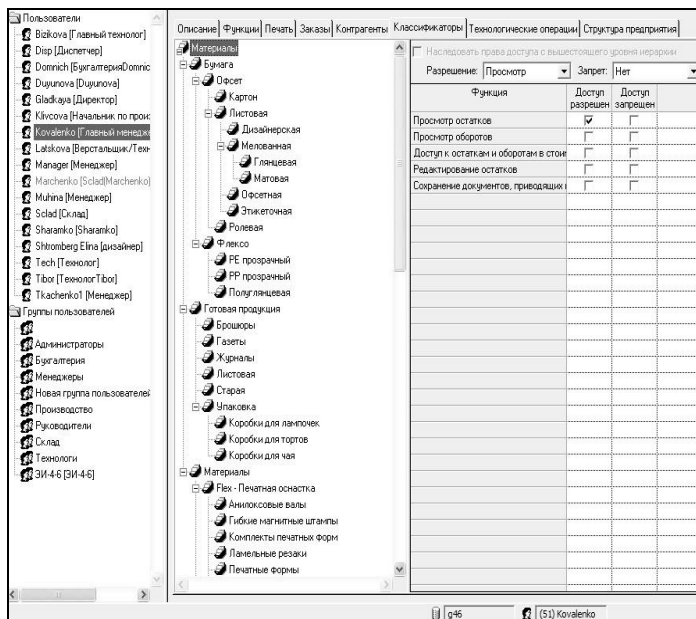 Пользователи
Bizikova [Главный технолог]
Disp [Диспетчер]
Domnich [БухгалтерияDomnic
Duyunova [Duyunova]
Gladkaya [Директор]
Klivcova [Начальник по прои:
Kovalenko [Главный менедже
Latskova [Верстальщик/Техн
Manager [Менеджер]
Marchenko [Sclad(Marchenko)
Muhina [Менеджер]
Sclad [Склад]
Sharamko [Sharamko]
Shtromberg Elina [дизайнер]
Tech [Технолог]
Tibor [ТехнологTibor]
Tkachenko1 [Менеджер]
Группы пользователей
Администраторы
Бухгалтерия
Менеджеры
Новая группа пользователей
Производство
Руководители
Склад
Технологи
ЭИ-4-6 [ЭИ-4-6]
Описание Функции Печать Заказы Контрагенты Классификаторы Технологические операции Структура предприятия
Материалы
Бумага
Офсет
Картон
Листовая
Дизайнерская
Мелованная
Глянцевая
Матовая
Офсетная
Этикеточная
Ролевая
Флексо
PE прозрачный
PP прозрачный
Полуглянцевая
Готовая продукция
Брошюры
Газеты
Журналы
Листовая
Старая
Упаковка
Коробки для лампочек
Коробки для тортов
Коробки для чая
Материалы
Flex - Печатная оснастка
Анилоксовые валы
Гибкие магнитные штампы
Комплекты печатных форм
Ламельные резаки
Печатные формы
Наследовать права доступа с вышестоящего уровня иерархии
Разрешение: Просмотр Запрет: Нет
Функция Доступ разрешен Доступ запрещен
Просмотр остатков
Просмотр оборотов
Доступ к остаткам и оборотам в стои
Редактирование остатков
Сохранение документов, приводящих
g46 (51) Kovalenko